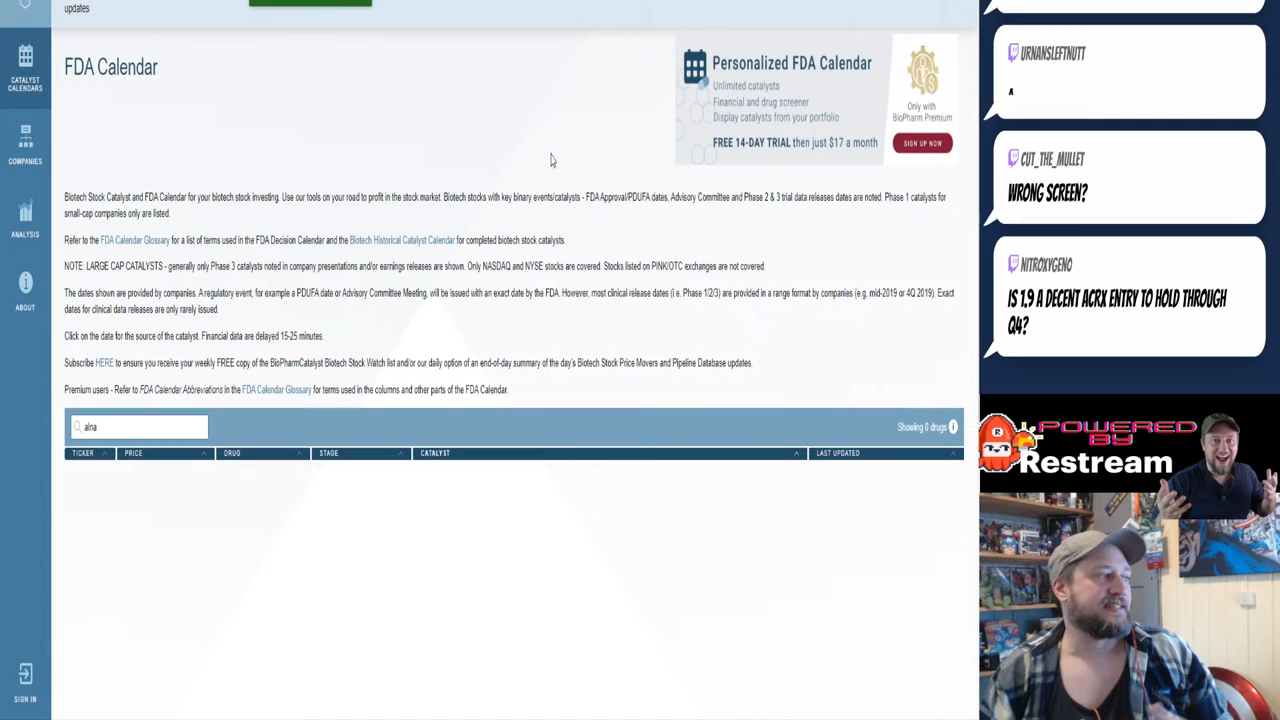 updates
CATALYST
CALENDARS
COMPANIES
ANALYSIS
ABOUT
SIGN IN
FDA Calendar
Personalized FDA Calendar
Unlimited catalysts
Financial and drug screener
Display catalysts from your portfolio
FREE 14-DAY TRIAL then just $17 a month
Only with
BioPharm Premium
SIGN UP NOW
Biotech Stock Catalyst and FDA Calendar for your biotech stock investing. Use our tools on your road to profit in the stock market. Biotech stocks with key binary events/catalysts - FDA Approval/PDUFA dates, Advisory Committee and Phase 2 & 3 trial data releases dates are noted. Phase 1 catalysts for
small-cap companies only are listed.
Refer to the FDA Calendar Glossary for a list of terms used in the FDA Decision Calendar and the Biotech Historical Catalyst Calendar for completed biotech stock catalysts.
NOTE: LARGE CAP CATALYSTS - generally only Phase 3 catalysts noted in company presentations and/or earnings releases are shown. Only NASDAQ and NYSE stocks are covered. Stocks listed on PINK/OTC exchanges are not covered.
The dates shown are provided by companies. A regulatory event, for example a PDUFA date or Advisory Committee Meeting, will be issued with an exact date by the FDA. However, most clinical release dates (i.e. Phase 1/2/3) are provided in a range format by companies (e.g. mid-2019 or 4Q 2019). Exact
dates for clinical data releases are only rarely issued.
Click on the date for the source of the catalyst. Financial data are delayed 15-25 minutes.
Subscribe HERE to ensure you receive your weekly FREE copy of the BioPharmCatalyst Biotech Stock Watch list and/or our daily option of an end-of-day summary of the day's Biotech Stock Price Movers and Pipeline Database updates.
Premium users - Refer to FDA Calendar Abbreviations in the FDA Calendar Glossary for terms used in the columns and other parts of the FDA Calendar.
alna
Showing 0 drugs
TICKER PRICE DRUG STAGE CATALYST LAST UPDATED
URNANSLEFTNUTT
^
CUT_THE_MULLET
WRONG SCREEN?
NITROXYGENO
IS 1.9 A DECENT ACRX ENTRY TO HOLD THROUGH
Q4?
POWERED
BY
Restream